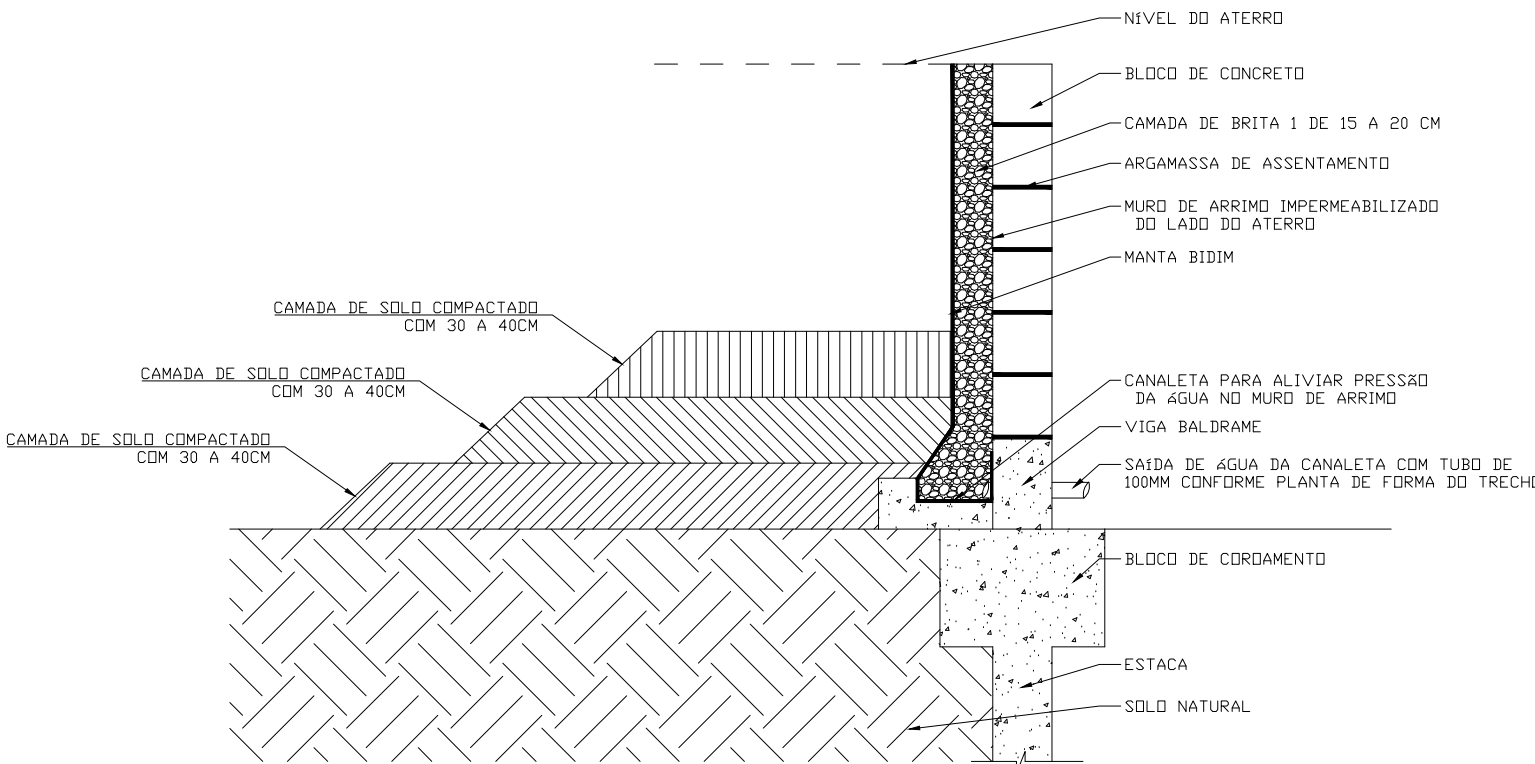 NÍVEL DO ATERRO
BLOCO DE CONCRETO
CAMADA DE BRITA 1 DE 15 A 20 CM
ARGAMASSA DE ASSENTAMENTO
MURO DE ARRIMO IMPERMEABILIZADO
DO LADO DO ATERRO
MANTA BIDIM
CAMADA DE SOLO COMPACTADO
COM 30 A 40CM
CAMADA DE SOLO COMPACTADO
COM 30 A 40CM
CAMADA DE SOLO COMPACTADO
COM 30 A 40CM
CANALETA PARA ALIVIAR PRESSÃO
DA ÁGUA NO MURO DE ARRIMO
VIGA BALDRAME
SAÍDA DE ÁGUA DA CANALETA COM TUBO DE
100MM CONFORME PLANTA DE FORMA DO TRECHO
BLOCO DE COROAMENTO
ESTACA
SOLO NATURAL